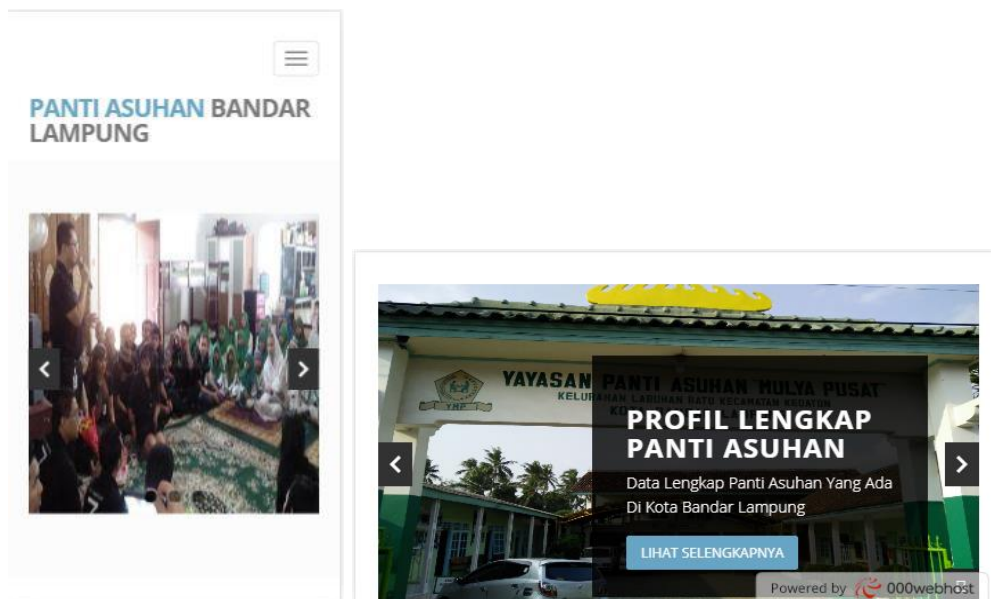 PANTI ASUHAN BANDAR
LAMPUNG
YAYASAN PANTI ASUHAN MULYA PUSAT
YMP
PROFIL LENGKAP
PANTI ASUHAN
Data Lengkap Panti Asuhan Yang Ada
Di Kota Bandar Lampung
LIHAT SELENGKAPNYA
Powered by 000webhost